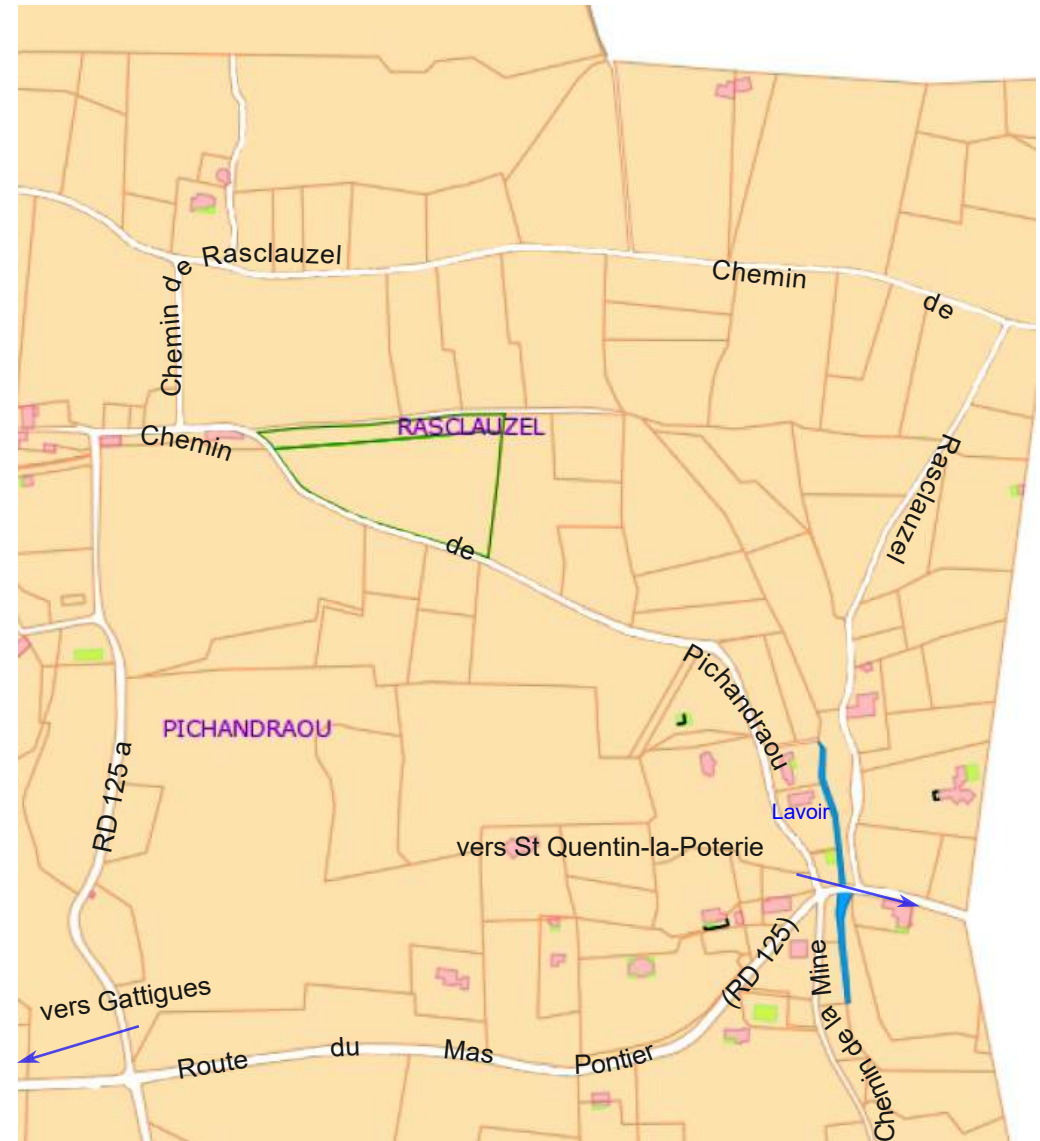 Chemin de Rasclauzel
Chemin de Rasclauzel
RASCLAUZEL
Chemin de Pichandraou
PICHANDRAOU
RD 125 a
Lavoir
vers St Quentin-la-Poterie
(RD 125)
vers Gattigues
Route du Mas Pontier
Chemin de la Mine